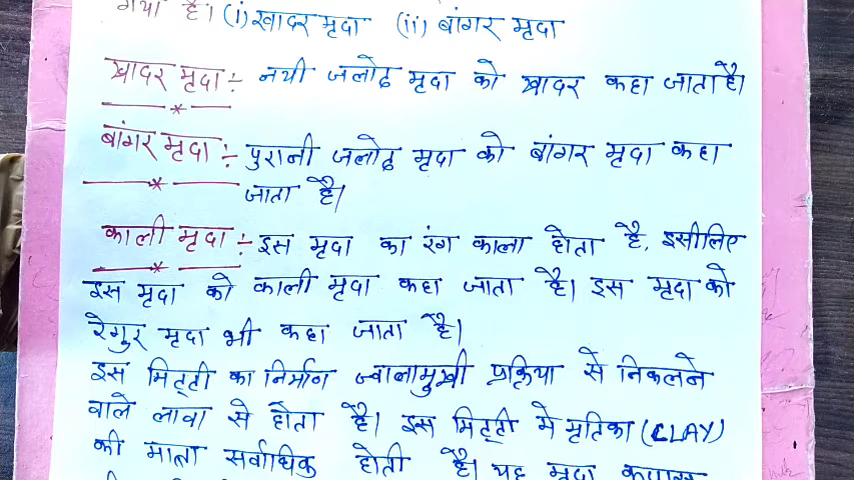 गया है। (i) खादर मृदा (ii) बांगर मृदा
खादर मृदा :- नयी जलोढ़ मृदा को खादर कहा जाता है।
बांगर मृदा :- पुरानी जलोढ़ मृदा को बांगर मृदा कहा
जाता है।
काली मृदा :- इस मृदा का रंग काला होता है, इसीलिए
इस मृदा को काली मृदा कहा जाता है। इस मृदा को
रेगुर मृदा भी कहा जाता है।
इस मिट्टी का निर्माण ज्वालामुखी प्रक्रिया से निकलने
वाले लावा से होता है। इस मिट्टी मे मृतिका (CLAY)
की मात्रा सर्वाधिक होती है। यह मृदा कपास